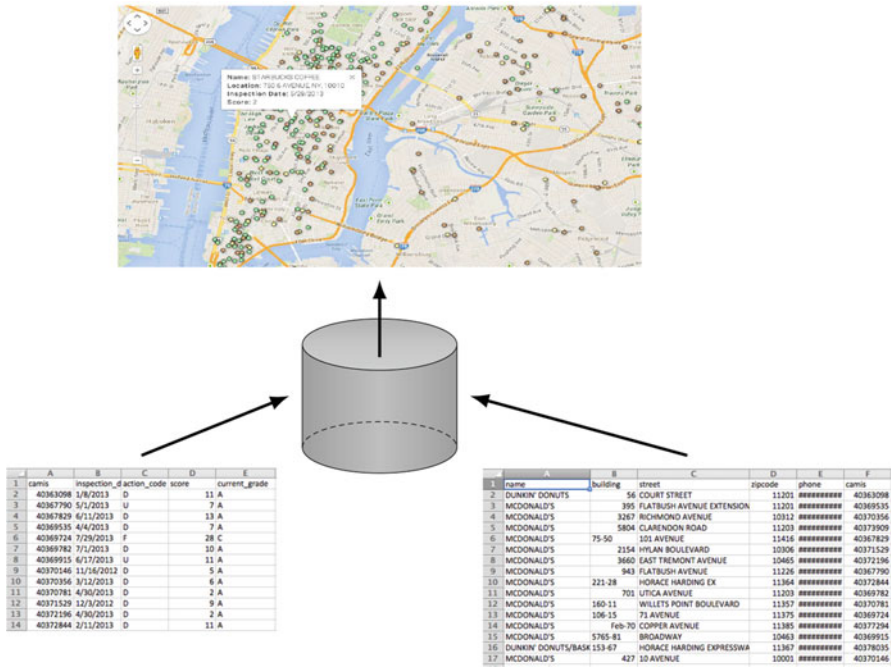 Name: STARBUCKS COFFEE
Location: 750 6 AVENUE, NY, 10010
Inspection Date: 5/29/2013
Score: 2
A B C D E
1 camis inspection_d action_code score current_grade
2 40363098 1/8/2013 D 11 A
3 40367790 5/1/2013 U 7 A
4 40367829 6/11/2013 D 13 A
5 40369535 4/4/2013 D 7 A
6 40369724 7/29/2013 F 28 C
7 40369782 7/1/2013 D 10 A
8 40369915 6/17/2013 U 11 A
9 40370146 11/16/2012 D 5 A
10 40370356 3/12/2013 D 6 A
11 40370781 4/30/2013 D 2 A
12 40371529 12/3/2012 D 9 A
13 40372196 4/30/2013 D 2 A
14 40372844 2/11/2013 D 11 A
A B C D E F
1 name building street zipcode phone camis
2 DUNKIN' DONUTS 56 COURT STREET 11201 ########## 40363098
3 MCDONALD'S 395 FLATBUSH AVENUE EXTENSION 11201 ########## 40369535
4 MCDONALD'S 3267 RICHMOND AVENUE 10312 ########## 40370356
5 MCDONALD'S 5804 CLARENDON ROAD 11203 ########## 40373909
6 MCDONALD'S 75-50 101 AVENUE 11416 ########## 40367829
7 MCDONALD'S 2154 HYLAN BOULEVARD 10306 ########## 40371529
8 MCDONALD'S 3660 EAST TREMONT AVENUE 10465 ########## 40372196
9 MCDONALD'S 943 FLATBUSH AVENUE 11226 ########## 40367790
10 MCDONALD'S 221-28 HORACE HARDING EX 11364 ########## 40372844
11 MCDONALD'S 701 UTICA AVENUE 11203 ########## 40369782
12 MCDONALD'S 160-11 WILLETS POINT BOULEVARD 11357 ########## 40370781
13 MCDONALD'S 106-15 71 AVENUE 11375 ########## 40369724
14 MCDONALD'S Feb-70 COPPER AVENUE 11385 ########## 40377294
15 MCDONALD'S 5765-81 BROADWAY 10463 ########## 40369915
16 DUNKIN' DONUTS/BASK 153-67 HORACE HARDING EXPRESSWA 11367 ########## 40378035
17 MCDONALD'S 427 10 AVENUE 10001 ########## 40370146